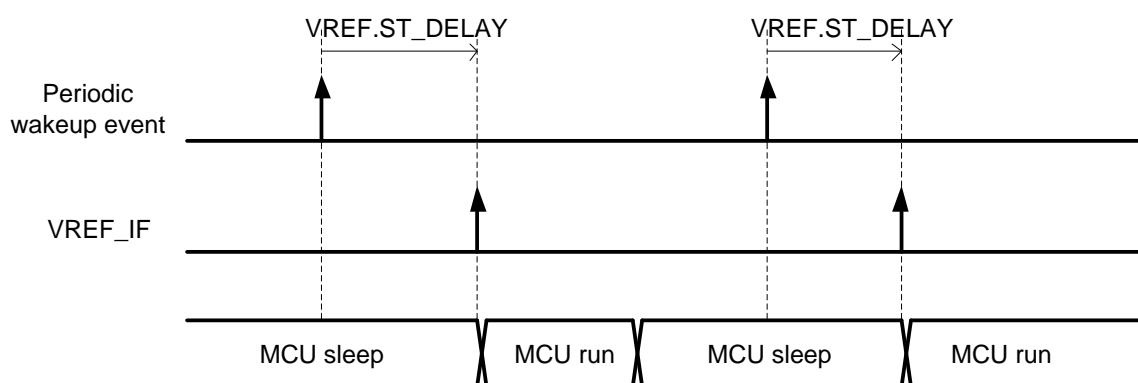 VREF.ST_DELAY
VREF.ST_DELAY
Periodic
wakeup event
VREF_IF
MCU sleep
MCU run
MCU sleep
MCU run